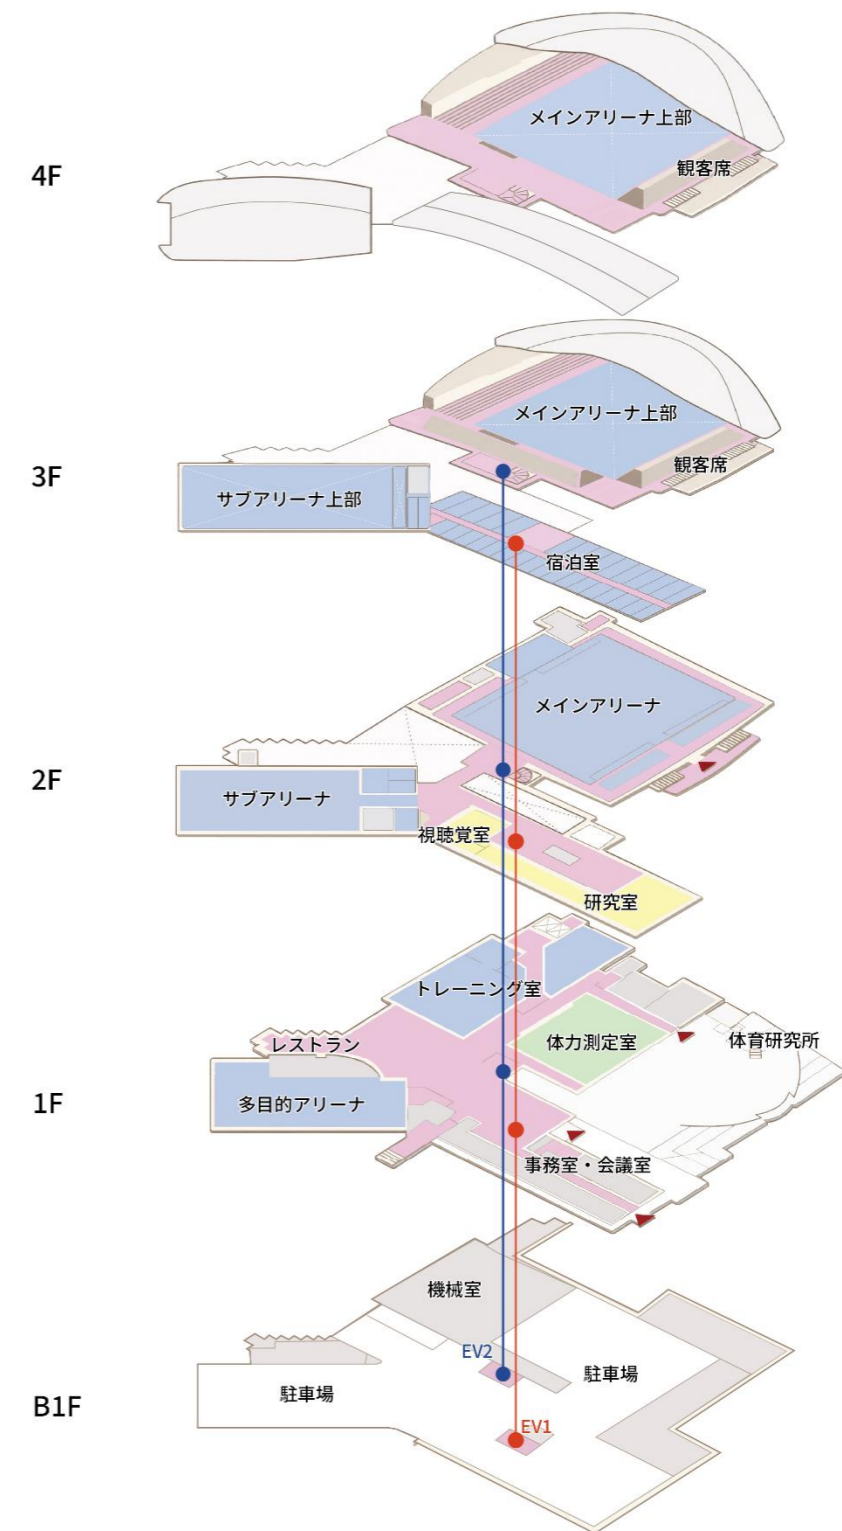 メインアリーナ上部
観客席
4F
メインアリーナ上部
観客席
3F
サブアリーナ上部
宿泊室
メインアリーナ
2F
サブアリーナ
視聴覚室
研究室
トレーニング室
体力測定室
体育研究所
レストラン
1F
多目的アリーナ
事務室・会議室
機械室
EV2
駐車場
駐車場
B1F
EV1